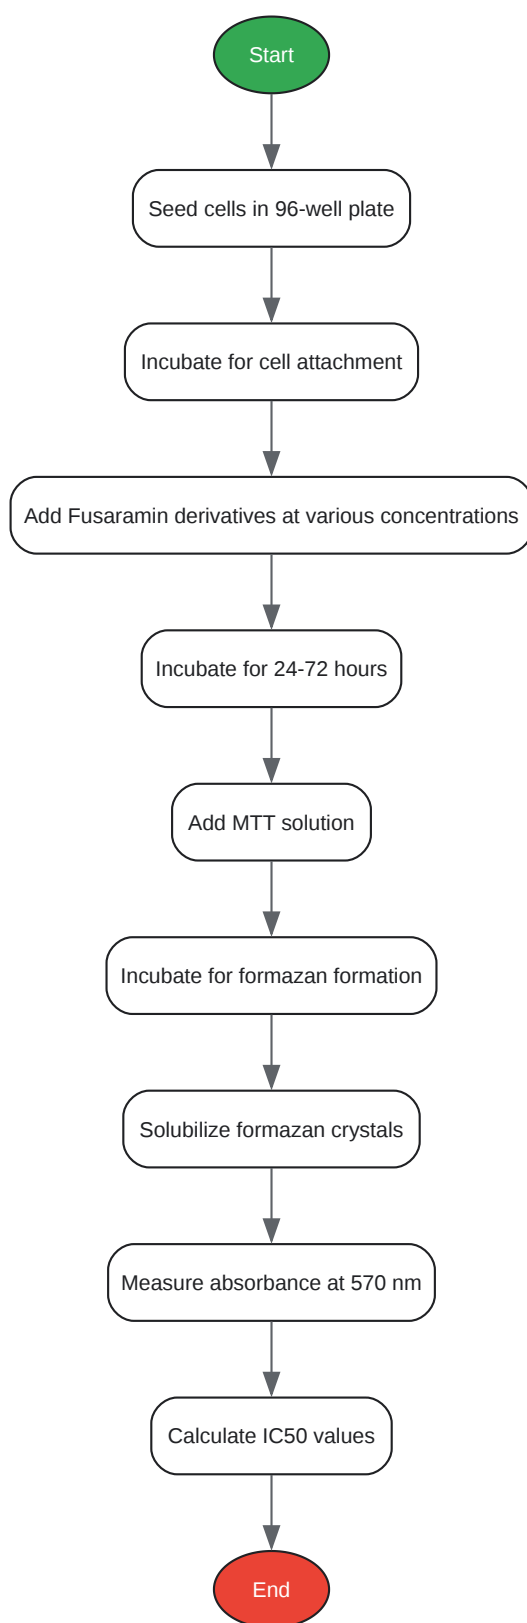 Start
Seed cells in 96-well plate
Incubate for cell attachment
Add Fusaramin derivatives at various concentrations
Incubate for 24-72 hours
Add MTT solution
Incubate for formazan formation
Solubilize formazan crystals
Measure absorbance at 570 nm
Calculate IC50 values
End